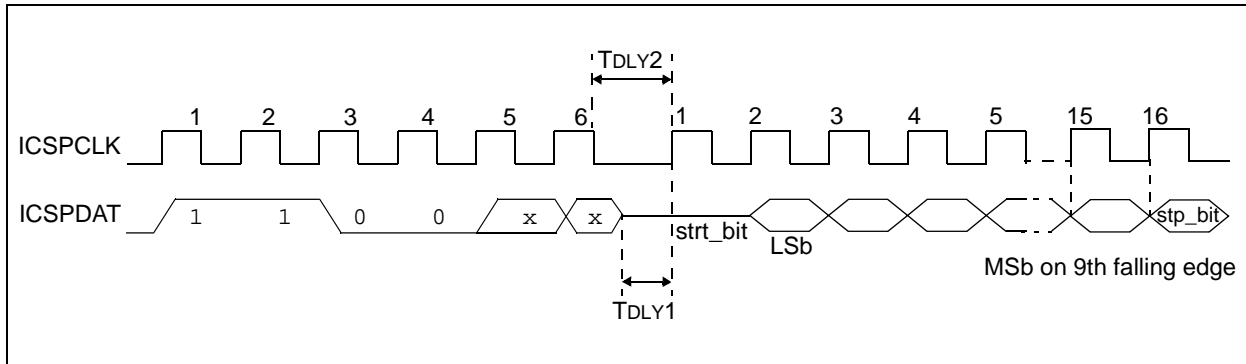 TDLY2
1 2 3 4 5 6 1 2 3 4 5 15 16
ICSPCLK
ICSPDAT
1 1 0 0 x x
strt_bit
LSb
stp_bit
MSb on 9th falling edge
TDLY1